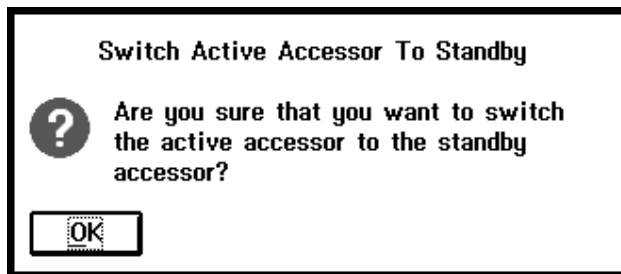 Switch Active Accessor To Standby
Are you sure that you want to switch
the active accessor to the standby
accessor?
OK